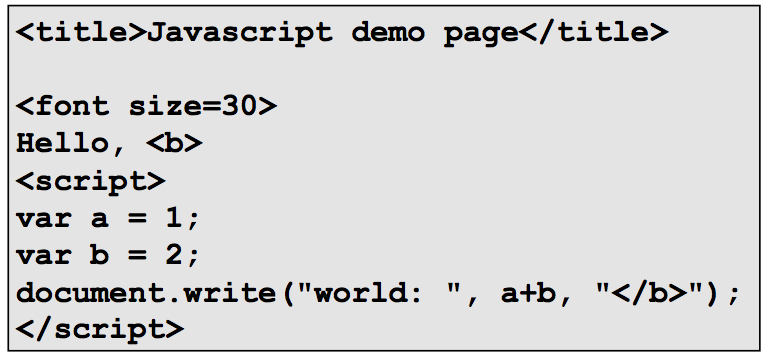 <title>Javascript demo page</title>
<font size=30>
Hello, <b>
<script>
var a = 1;
var b = 2;
document.write("world: ", a+b, "</b>");
</script>